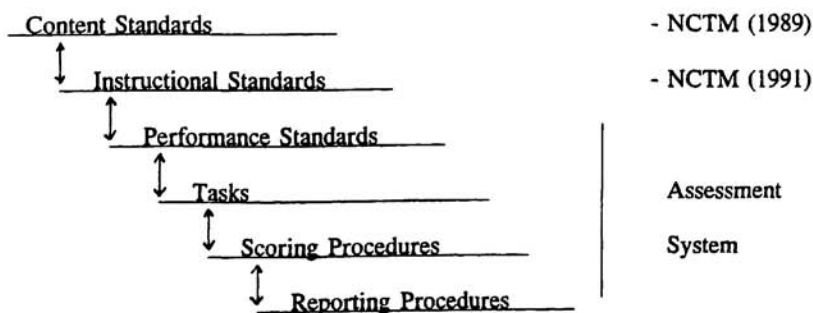 Content Standards - NCTM (1989)
Instructional Standards - NCTM (1991)
Performance Standards
Tasks Assessment
Scoring Procedures System
Reporting Procedures